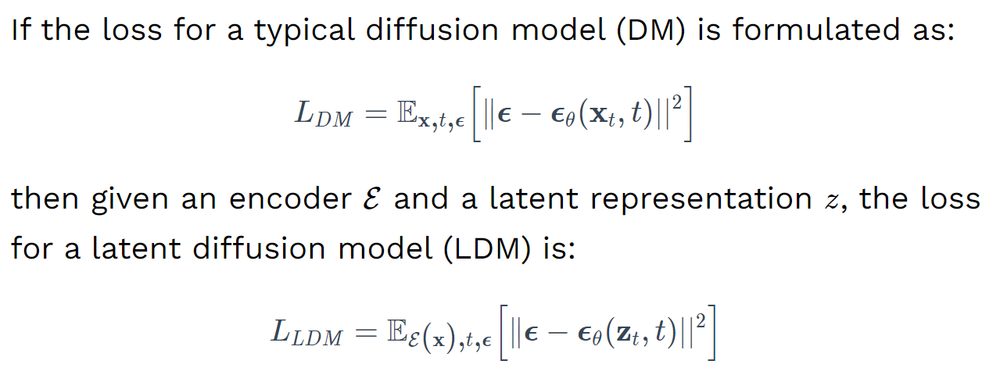 If the loss for a typical diffusion model (DM) is formulated as:
L_{DM} = \mathbb{E}_{\mathbf{x},t,\epsilon}\left[||\boldsymbol{\epsilon} - \boldsymbol{\epsilon}_\theta(\mathbf{x}_t, t)||^2\right]
then given an encoder \mathcal{E} and a latent representation z, the loss
for a latent diffusion model (LDM) is:
L_{LDM} = \mathbb{E}_{\mathcal{E}(\mathbf{x}),t,\epsilon}\left[||\boldsymbol{\epsilon} - \boldsymbol{\epsilon}_\theta(\mathbf{z}_t, t)||^2\right]